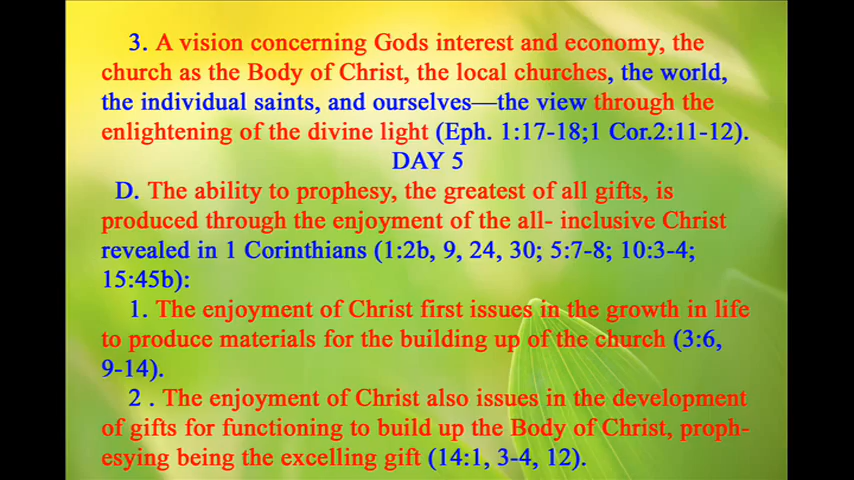 3. A vision concerning Gods interest and economy, the
church as the Body of Christ, the local churches, the world,
the individual saints, and ourselves—the view through the
enlightening of the divine light (Eph. 1:17-18;1 Cor.2:11-12).
DAY 5
D. The ability to prophesy, the greatest of all gifts, is
produced through the enjoyment of the all- inclusive Christ
revealed in 1 Corinthians (1:2b, 9, 24, 30; 5:7-8; 10:3-4;
15:45b):
1. The enjoyment of Christ first issues in the growth in life
to produce materials for the building up of the church (3:6,
9-14).
2 . The enjoyment of Christ also issues in the development
of gifts for functioning to build up the Body of Christ, proph-
esying being the excelling gift (14:1, 3-4, 12).